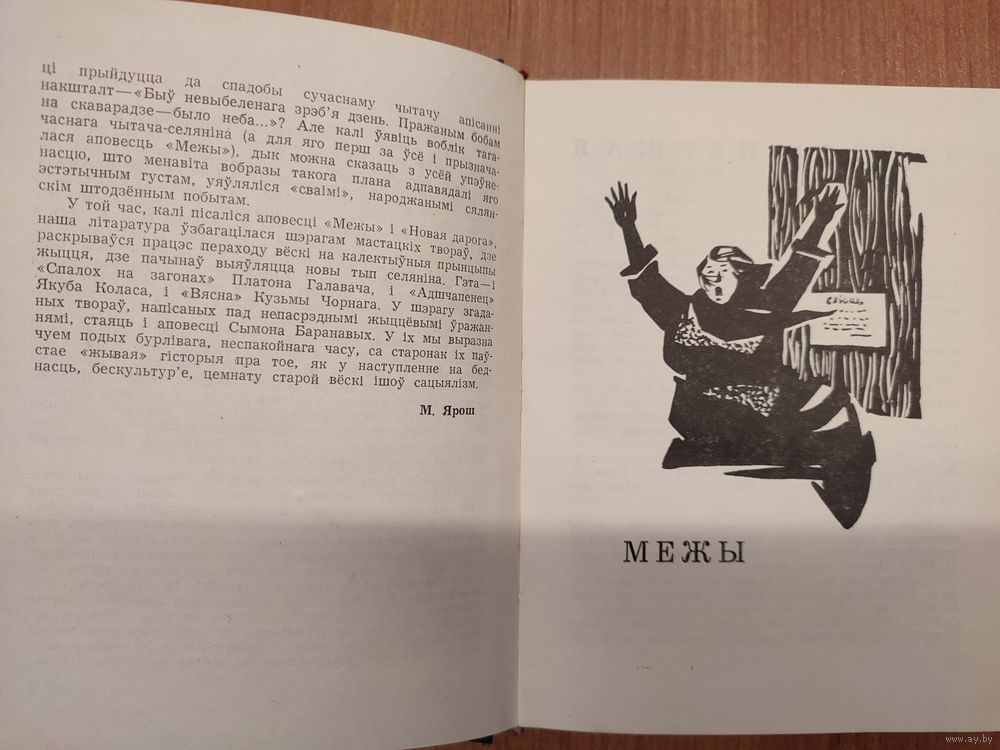 ці прыйдуцца да спадобы сучаснаму чытачу апісанні
накшталт—«Быў невыбеленага зрэб'я дзень. Пражаным бобам
на скаварадзе—было неба...»? Але калі ўявіць воблік тага-
часнага чытача-селяніна (а для яго перш за ўсё і прызнача-
лася аповесць «Межы»), дык можна сказаць з усёй упэўне-
насцю, што менавіта вобразы такога плана адпавядалі яго
эстэтычным густам, уяўляліся «сваімі», народжанымі сялян-
скім штодзённым побытам.
У той час, калі пісаліся аповесці «Межы» і «Новая дарога»,
наша літаратура ўзбагацілася шэрагам мастацкіх твораў, дзе
раскрываўся працэс пераходу вёскі на калектыўныя прынцыпы
жыцця, дзе пачынаў выяўляцца новы тып селяніна. Гэта—і
«Спалох на загонах» Платона Галавача, і «Адшчапенец»
Якуба Коласа, і «Вясна» Кузьмы Чорнага. У шэрагу згада-
ных твораў, напісаных пад непасрэднымі жыццёвымі ўражан-
нямі, стаяць і аповесці Сымона Баранавых. У іх мы выразна
чуем подых бурлівага, неспакойнага часу, са старонак іх паў-
стае «жывая» гісторыя пра тое, як у наступленне на бед-
насць, бескультур'е, цемнату старой вёскі ішоў сацыялізм.
М. Ярош
МЕЖЫ
www.ay.by